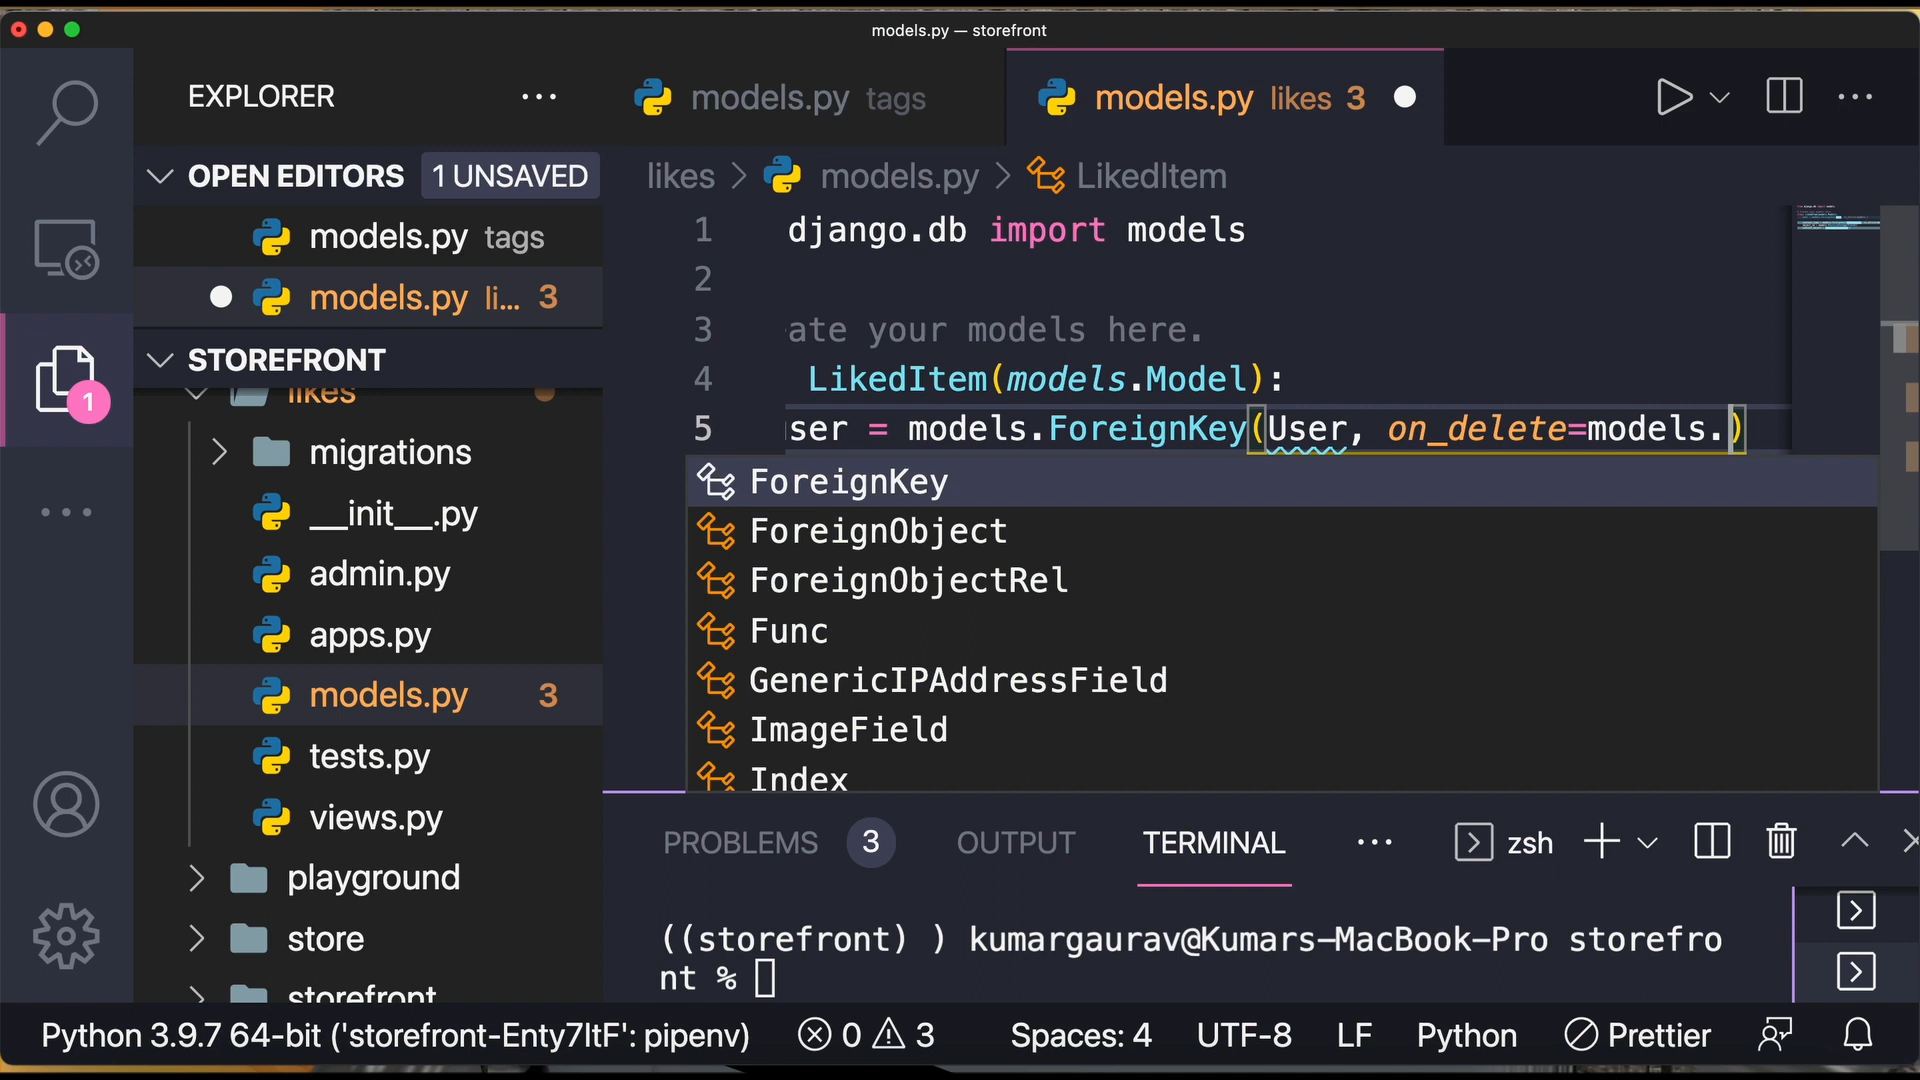 models.py — storefront
EXPLORER
models.py tags
models.py likes 3
OPEN EDITORS
1 UNSAVED
models.py tags
models.py li... 3
STOREFRONT
likes
migrations
__init__.py
admin.py
apps.py
models.py 3
tests.py
views.py
playground
store
storefront
1
likes > models.py > LikedItem
1 django.db import models
2
3 ate your models here.
4 LikedItem(models.Model):
5 ser = models.ForeignKey(User, on_delete=models.)
ForeignKey
ForeignObject
ForeignObjectRel
Func
GenericIPAddressField
ImageField
Index
PROBLEMS 3 OUTPUT TERMINAL ... zsh
((storefront) ) kumargaurav@Kumars-MacBook-Pro storefro
nt %
Python 3.9.7 64-bit ('storefront-Enty7ltF': pipenv) 0 3 Spaces: 4 UTF-8 LF Python Prettier